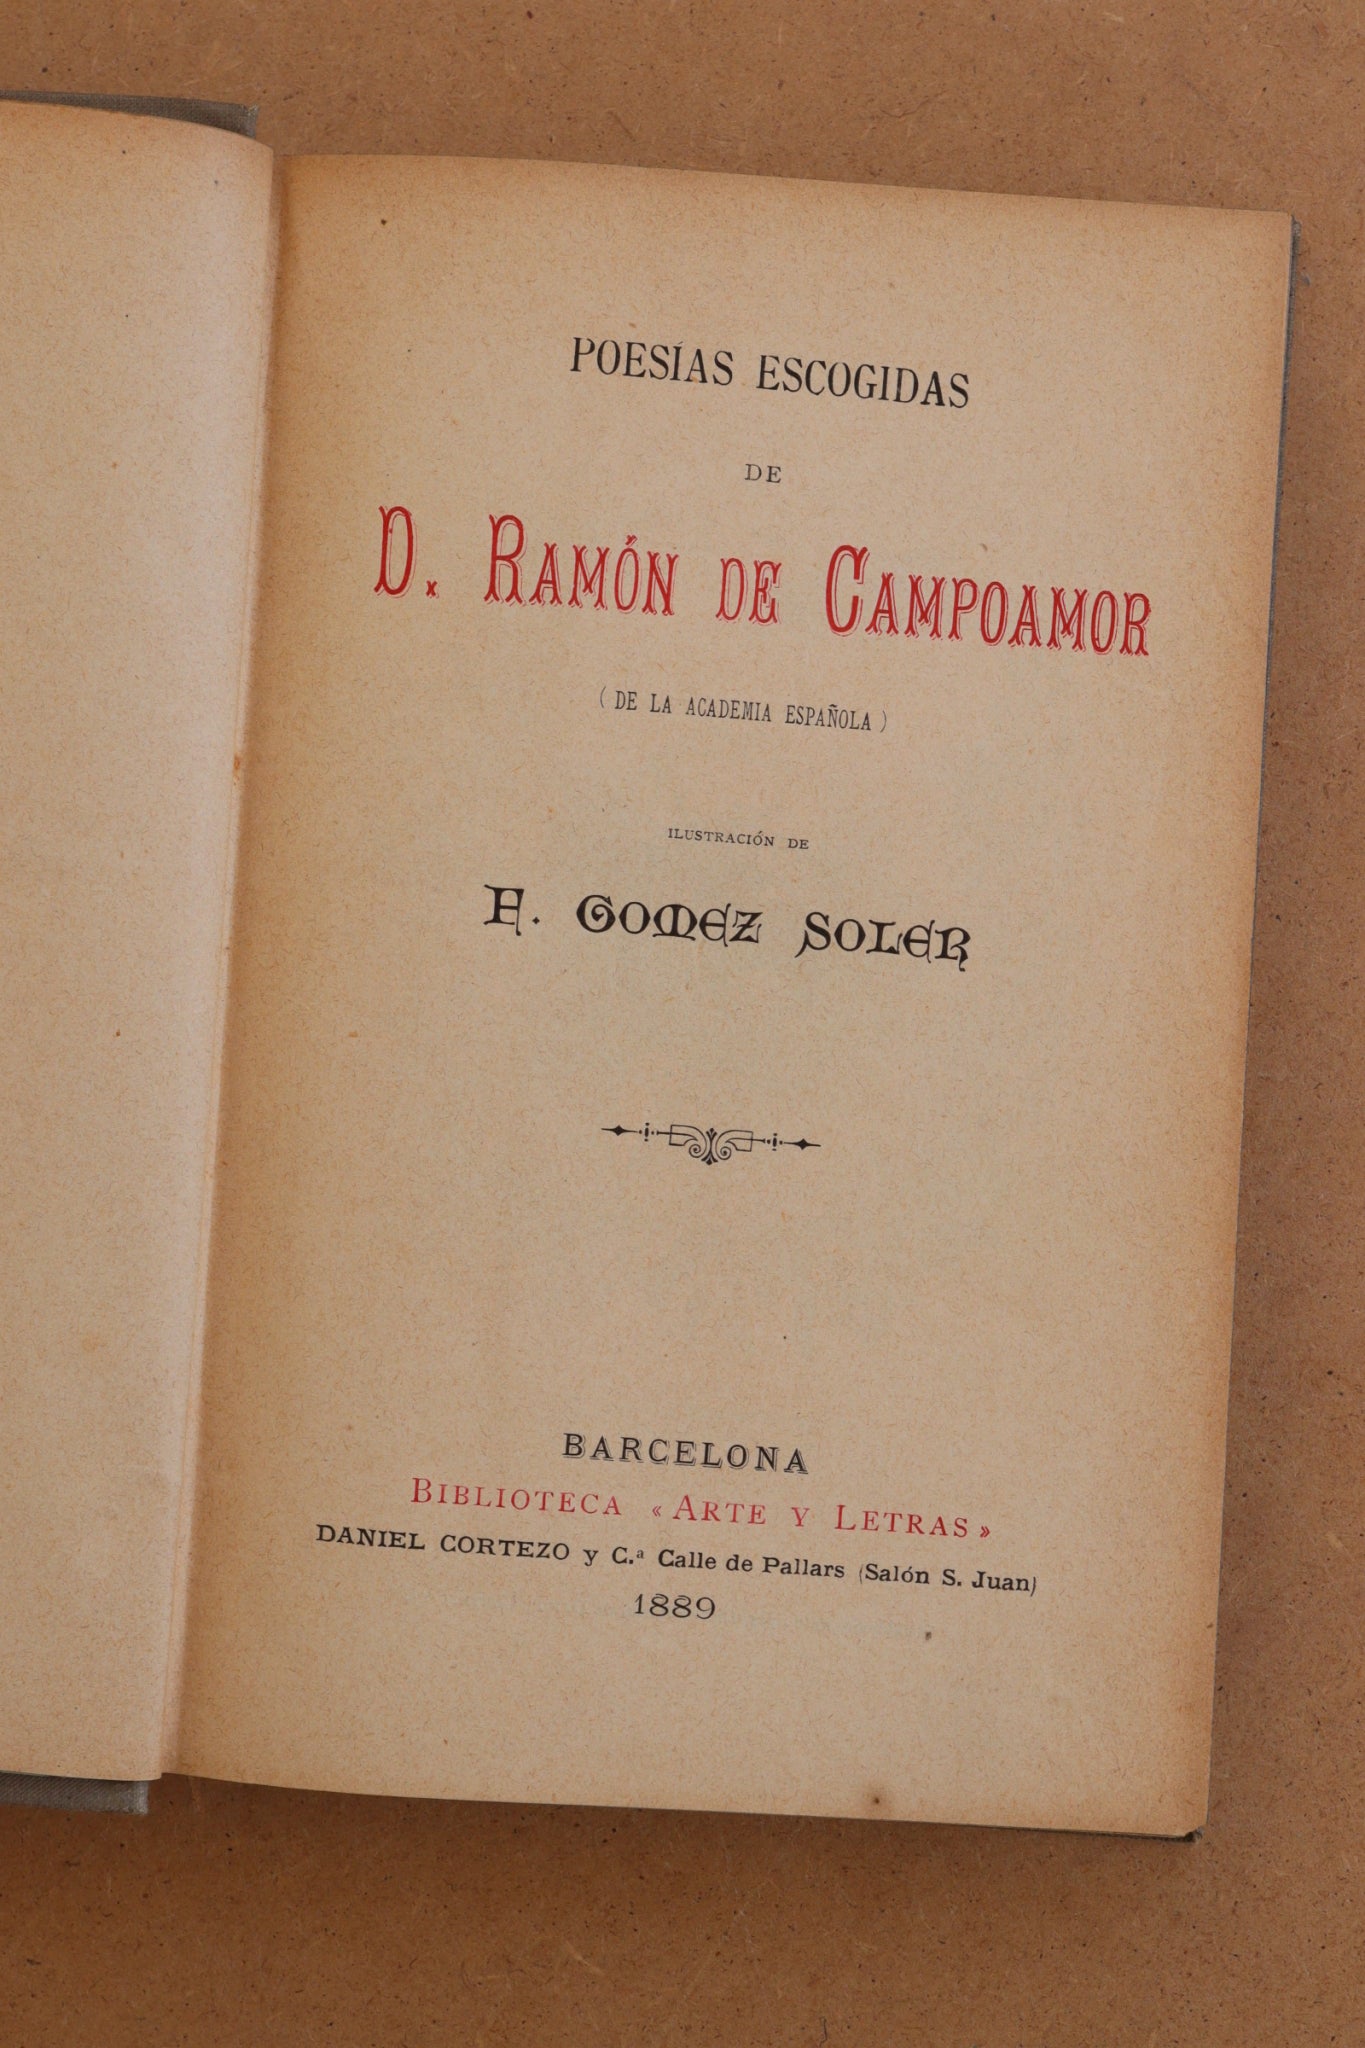 POESÍAS ESCOGIDAS
DE
D. RAMÓN DE CAMPOAMOR
(DE LA ACADEMIA ESPAÑOLA)
ILUSTRACIÓN DE
F. GOMEZ SOLER
BARCELONA
BIBLIOTECA «ARTE Y LETRAS»
DANIEL CORTEZO y C.ª Calle de Pallars (Salón S. Juan)
1889